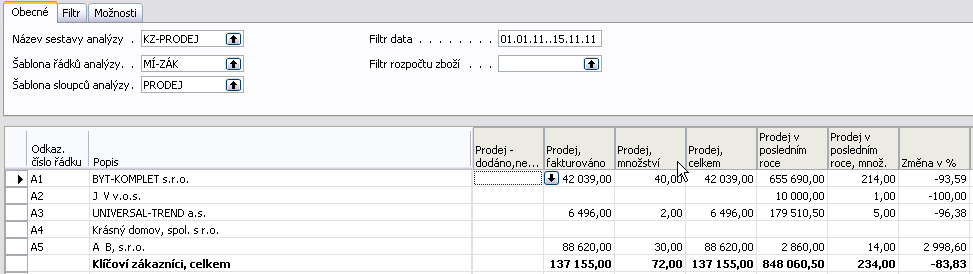 Obecné Filtr Možnosti
Název sestavy analýzy . KZ-PRODEJ Filtr data . . . . . . . . 01.01.11..15.11.11
Šablona řádků analýzy. MÍ-ZÁK Filtr rozpočtu zboží . . .
Šablona sloupců analýzy. PRODEJ
Odkaz. číslo řádku Popis Prodej - dodáno,ne... Prodej, fakturováno Prodej, množství Prodej, celkem Prodej v posledním roce Prodej v posledním roce, množ. Změna v %
A1 BYT-KOMPLET s.r.o. 42 039,00 40,00 42 039,00 655 690,00 214,00 -93,59
A2 J V v.o.s. 10 000,00 1,00 -100,00
A3 UNIVERSAL-TREND a.s. 6 496,00 2,00 6 496,00 179 510,50 5,00 -96,38
A4 Krásný domov, spol. s r.o.
A5 A B, s.r.o. 88 620,00 30,00 88 620,00 2 860,00 14,00 2 998,60
Klíčoví zákazníci, celkem 137 155,00 72,00 137 155,00 848 060,50 234,00 -83,83